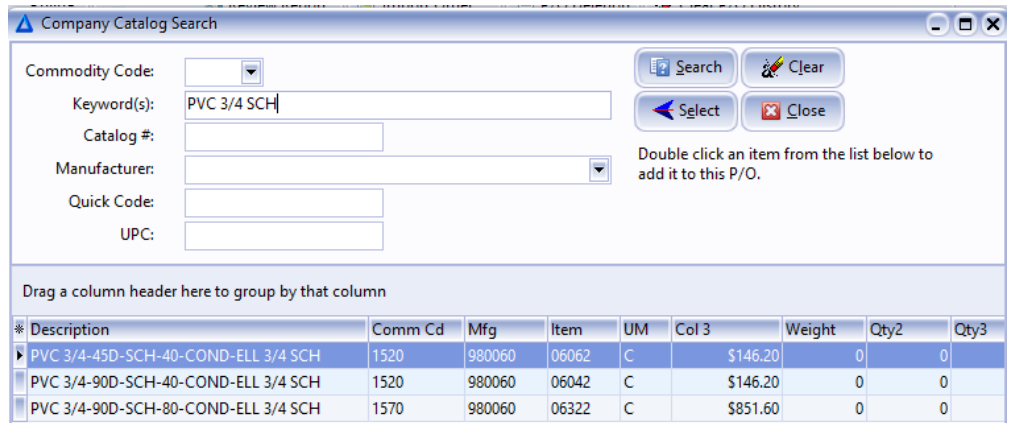 Company Catalog Search
Commodity Code:
Search
Clear
Keyword(s):
PVC 3/4 SCH
Select
Close
Catalog #:
Manufacturer:
Double click an item from the list below to
add it to this P/O.
Quick Code:
UPC:
Drag a column header here to group by that column
* Description Comm Cd Mfg Item UM Col 3 Weight Qty2 Qty3
PVC 3/4-45D-SCH-40-COND-ELL 3/4 SCH 1520 980060 06062 C $146.20 0 0
PVC 3/4-90D-SCH-40-COND-ELL 3/4 SCH 1520 980060 06042 C $146.20 0 0
PVC 3/4-90D-SCH-80-COND-ELL 3/4 SCH 1570 980060 06322 C $851.60 0 0